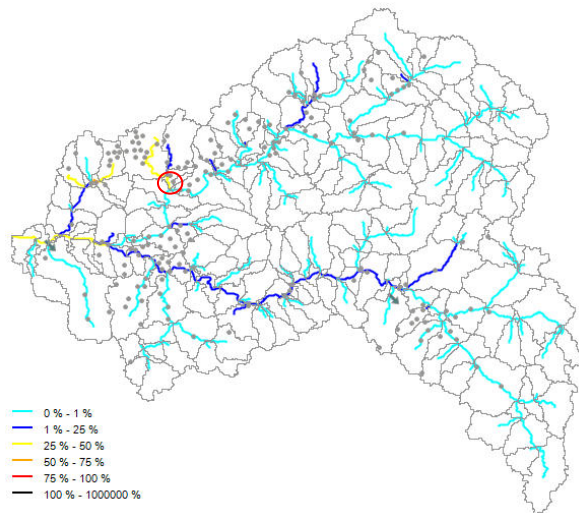 0 % - 1 %
1 % - 25 %
25 % - 50 %
50 % - 75 %
75 % - 100 %
100 % - 1000000 %